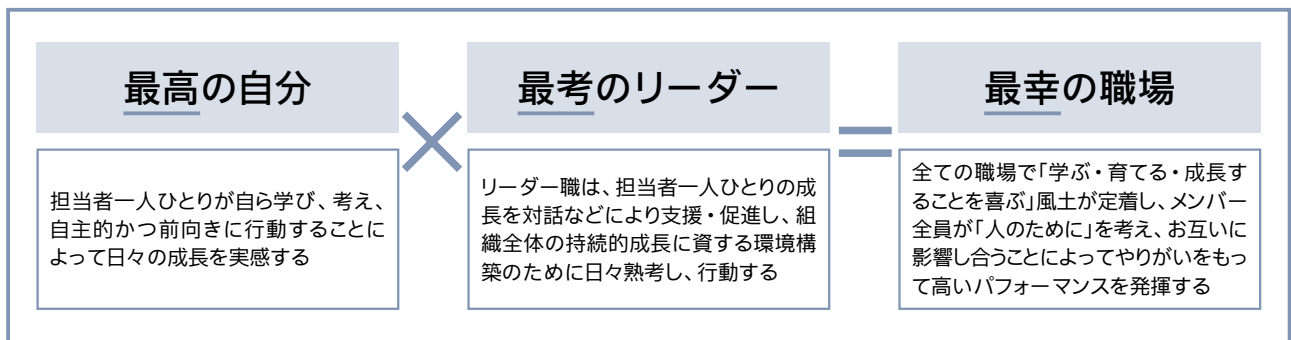 最高の自分
×
最考のリーダー
=
最幸の職場
担当者一人ひとりが自ら学び、考え、
自主的かつ前向きに行動することに
よって日々の成長を実感する
リーダー職は、担当者一人ひとりの成
長を対話などにより支援・促進し、組
織全体の持続的成長に資する環境構
築のために日々熟考し、行動する
全ての職場で「学ぶ・育てる・成長す
ることを喜ぶ」風土が定着し、メンバー
全員が「人のために」を考え、お互いに
影響し合うことによってやりがいをもっ
て高いパフォーマンスを発揮する